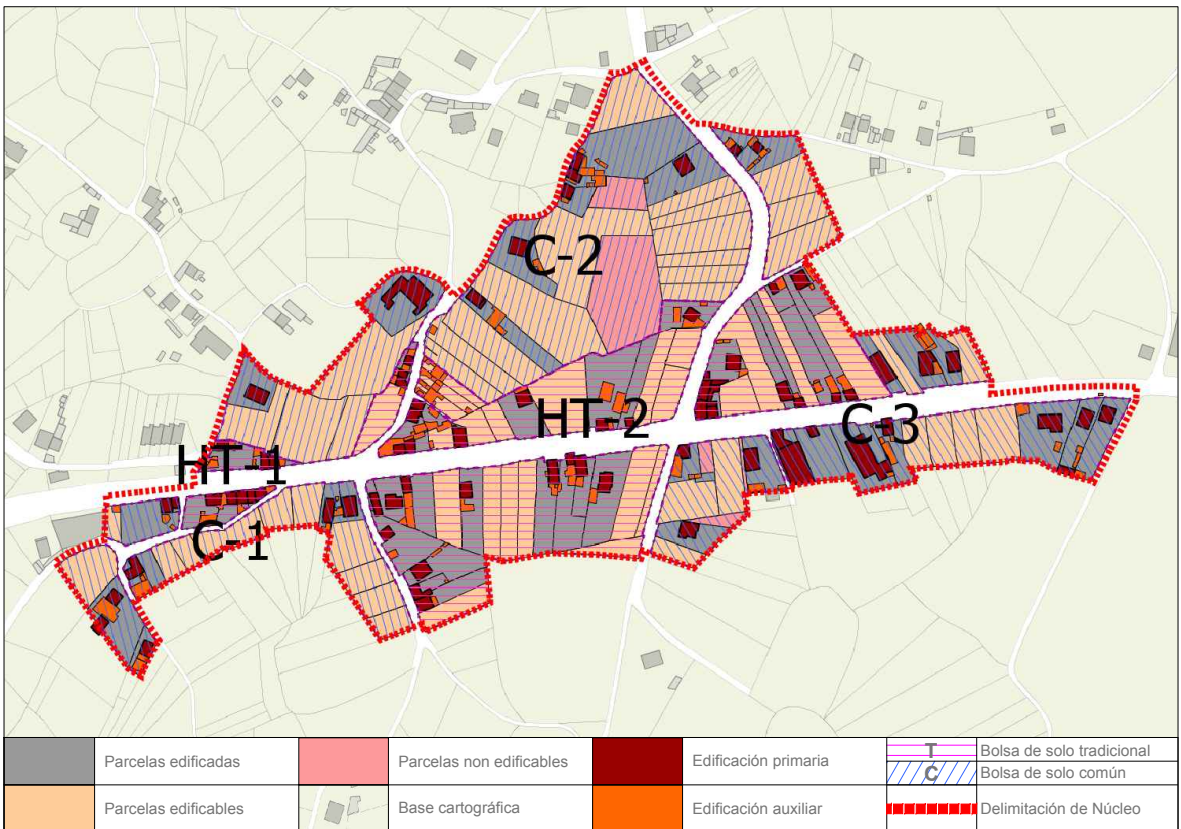 C-2
HT-2
C-3
HT-1
C-1
Parcelas edificadas
Parcelas non edificables
Edificación primaria
T
Bolsa de solo tradicional
C
Bolsa de solo común
Parcelas edificables
Base cartográfica
Edificación auxiliar
Delimitación de Núcleo